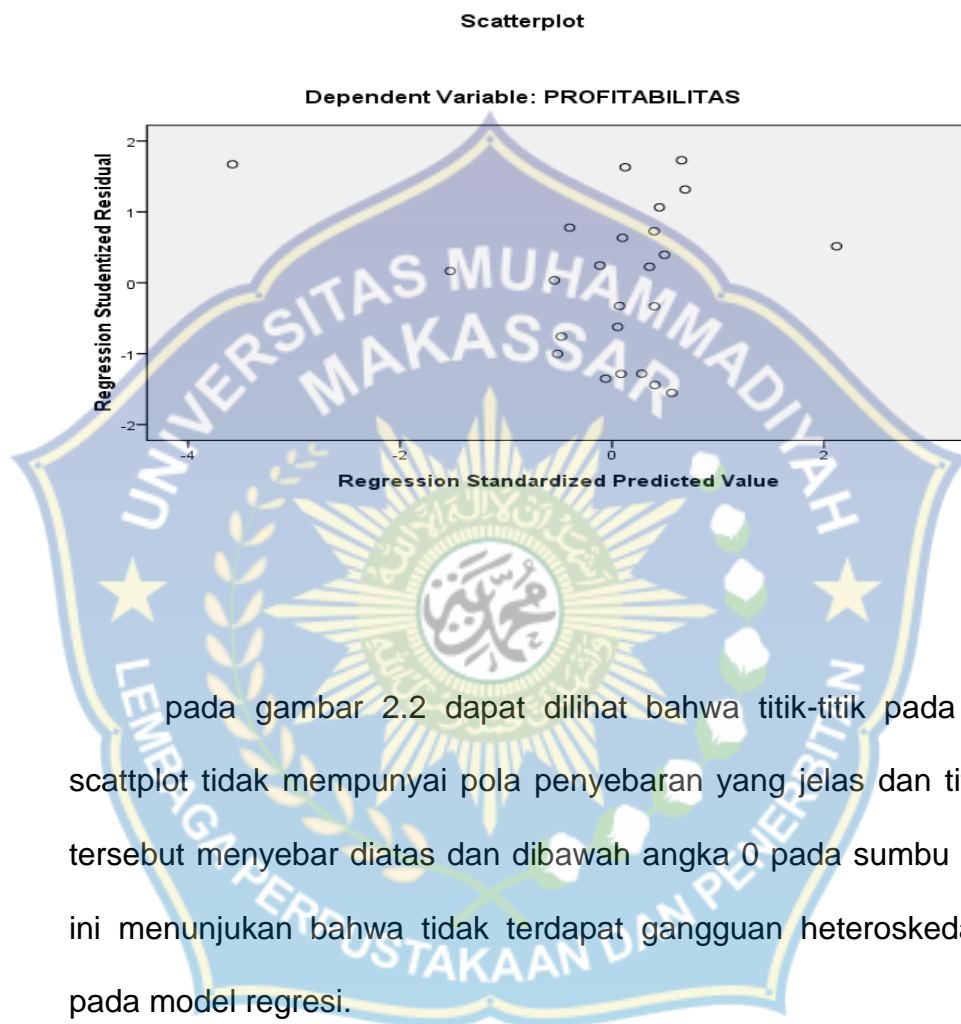 Scatterplot
Dependent Variable: PROFITABILITAS
Regression Studentized Residual
2
1
0
-1
-2
-4
-2
0
2
Regression Standardized Predicted Value
UNIVERSITAS MUHAMMADIYAH
MAKASSAR
محمد
LEMBAGA PERPUSTAKAAN DAN PENERBITAN
pada gambar 2.2 dapat dilihat bahwa titik-titik pada
scattplot tidak mempunyai pola penyebaran yang jelas dan
tersebut menyebar diatas dan dibawah angka 0 pada sumbu
ini menunjukan bahwa tidak terdapat gangguan
pada model regresi.